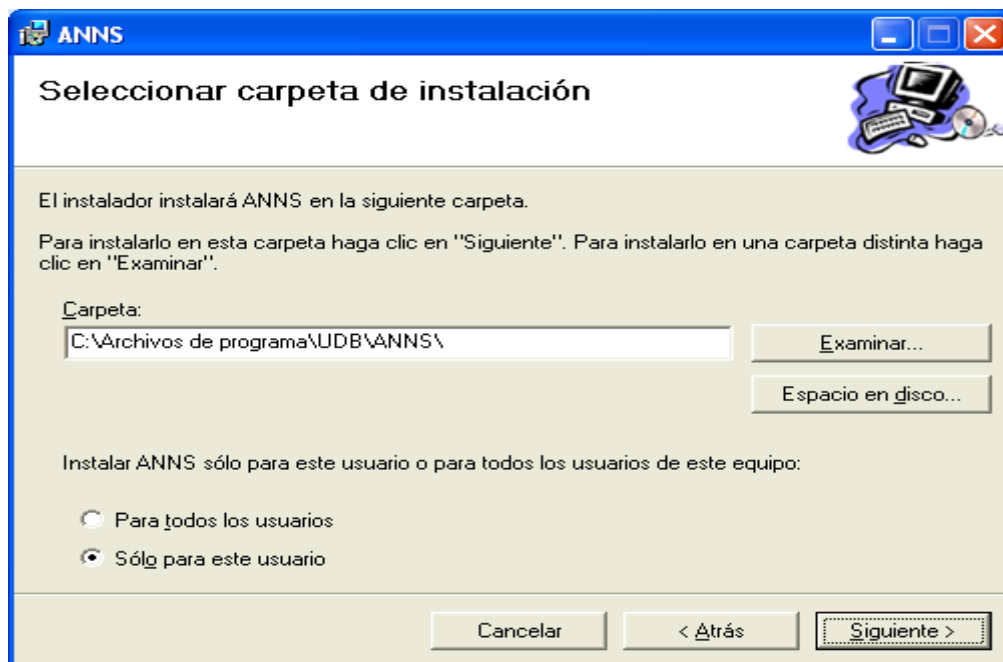 ANNS
Seleccionar carpeta de instalación
El instalador instalará ANNS en la siguiente carpeta.
Para instalarlo en esta carpeta haga clic en "Siguiente". Para instalarlo en una carpeta distinta haga
clic en "Examinar".
Carpeta:
C:\Archivos de programa\UDB\ANNS\
Examinar...
Espacio en disco...
Instalar ANNS sólo para este usuario o para todos los usuarios de este equipo:
Para todos los usuarios
Sólo para este usuario
Cancelar
< Atrás
Siguiente >